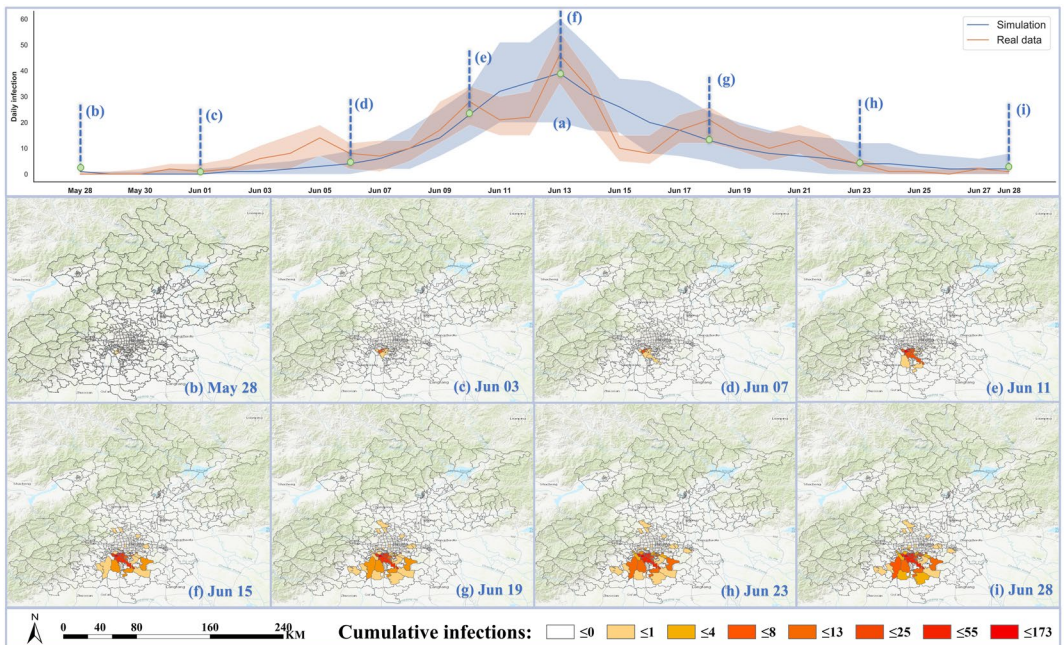 60
50
40
30
20
10
0
Daily infection
(b)
(c)
(d)
(e)
(f)
(a)
(g)
(h)
(i)
Simulation
Real data
May 28
May 30
Jun 01
Jun 03
Jun 05
Jun 07
Jun 09
Jun 11
Jun 13
Jun 15
Jun 17
Jun 19
Jun 21
Jun 23
Jun 25
Jun 27
Jun 28
(b) May 28
(c) Jun 03
(d) Jun 07
(e) Jun 11
(f) Jun 15
(g) Jun 19
(h) Jun 23
(i) Jun 28
N
0 40 80 160 240
KM
Cumulative infections: ≤0 ≤1 ≤4 ≤8 ≤13 ≤25 ≤55 ≤173